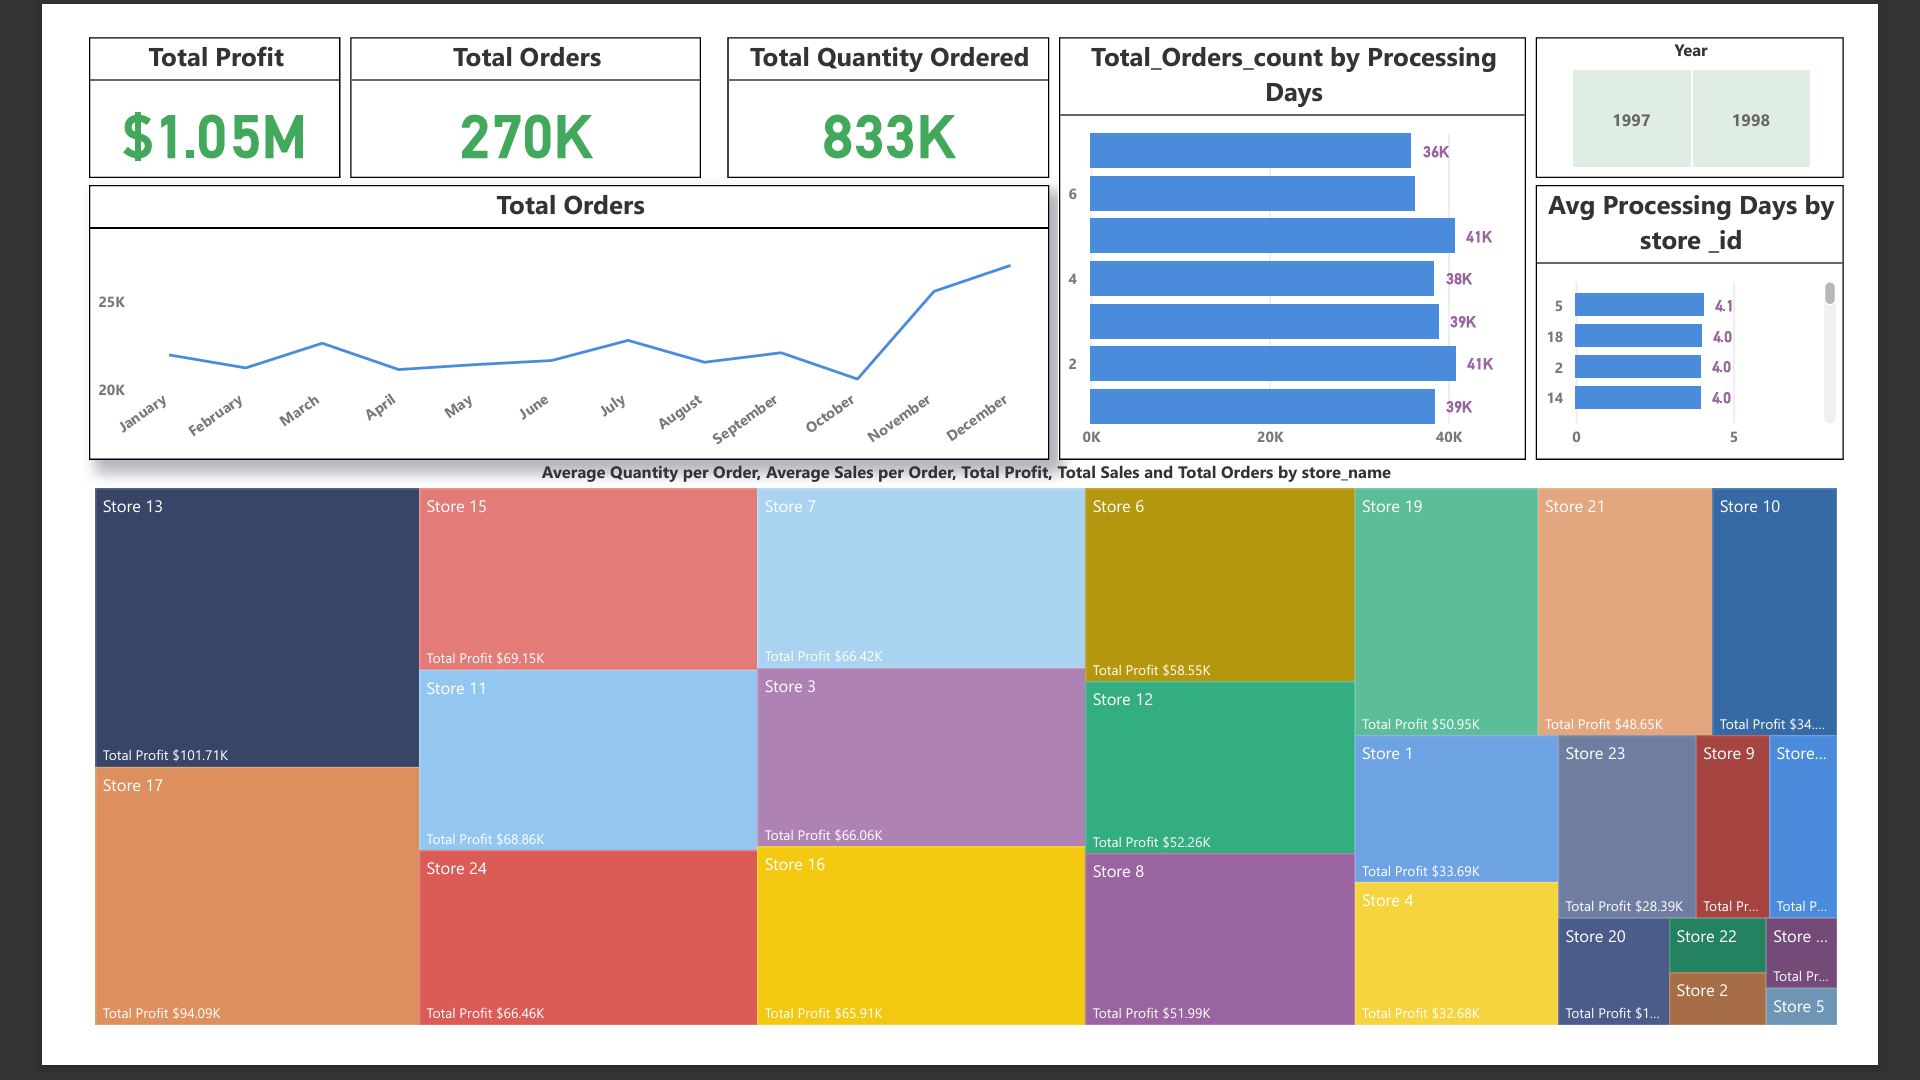 Total Profit
$1.05M
Total Orders
270K
Total Quantity Ordered
833K
Total_Orders_count by Processing
Days
36K
6
41K
4
38K
39K
2
41K
39K
0K
20K
40K
Year
1997
1998
Avg Processing Days by
store _id
5
4.1
18
4.0
2
4.0
14
4.0
0
5
Total Orders
25K
20K
January
February
March
April
May
June
July
August
September
October
November
December
Average Quantity per Order, Average Sales per Order, Total Profit, Total Sales and Total Orders by store_name
Store 13
Total Profit $101.71K
Store 17
Total Profit $94.09K
Store 15
Total Profit $69.15K
Store 11
Total Profit $68.86K
Store 24
Total Profit $66.46K
Store 7
Total Profit $66.42K
Store 3
Total Profit $66.06K
Store 16
Total Profit $65.91K
Store 6
Total Profit $58.55K
Store 12
Total Profit $52.26K
Store 8
Total Profit $51.99K
Store 19
Total Profit $50.95K
Store 21
Total Profit $48.65K
Store 10
Total Profit $34....
Store 1
Total Profit $33.69K
Store 4
Total Profit $32.68K
Store 23
Total Profit $28.39K
Store 9
Total Pr...
Store...
Total P...
Store 20
Total Profit $1...
Store 22
Store 2
Store ...
Total Pr...
Store 5